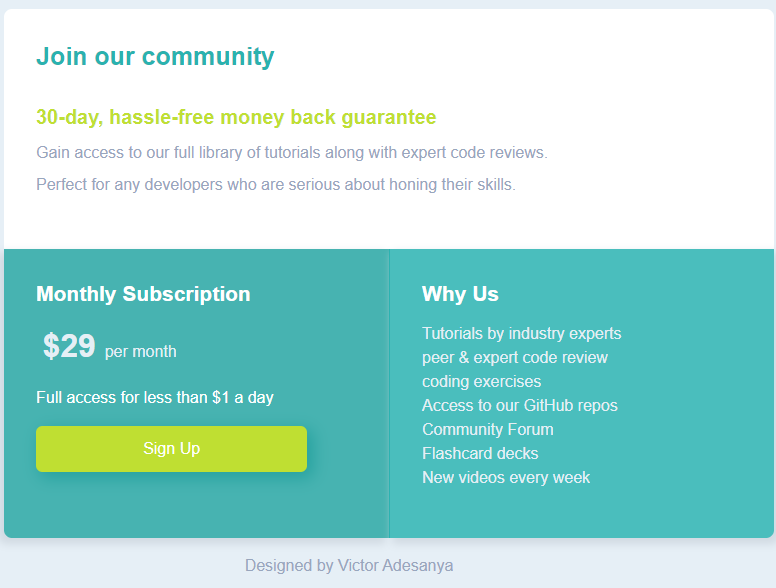 Join our community
30-day, hassle-free money back guarantee
Gain access to our full library of tutorials along with expert code reviews.
Perfect for any developers who are serious about honing their skills.
Monthly Subscription
$29 per month
Full access for less than $1 a day
Sign Up
Why Us
Tutorials by industry experts
peer & expert code review
coding exercises
Access to our GitHub repos
Community Forum
Flashcard decks
New videos every week
Designed by Victor Adesanya